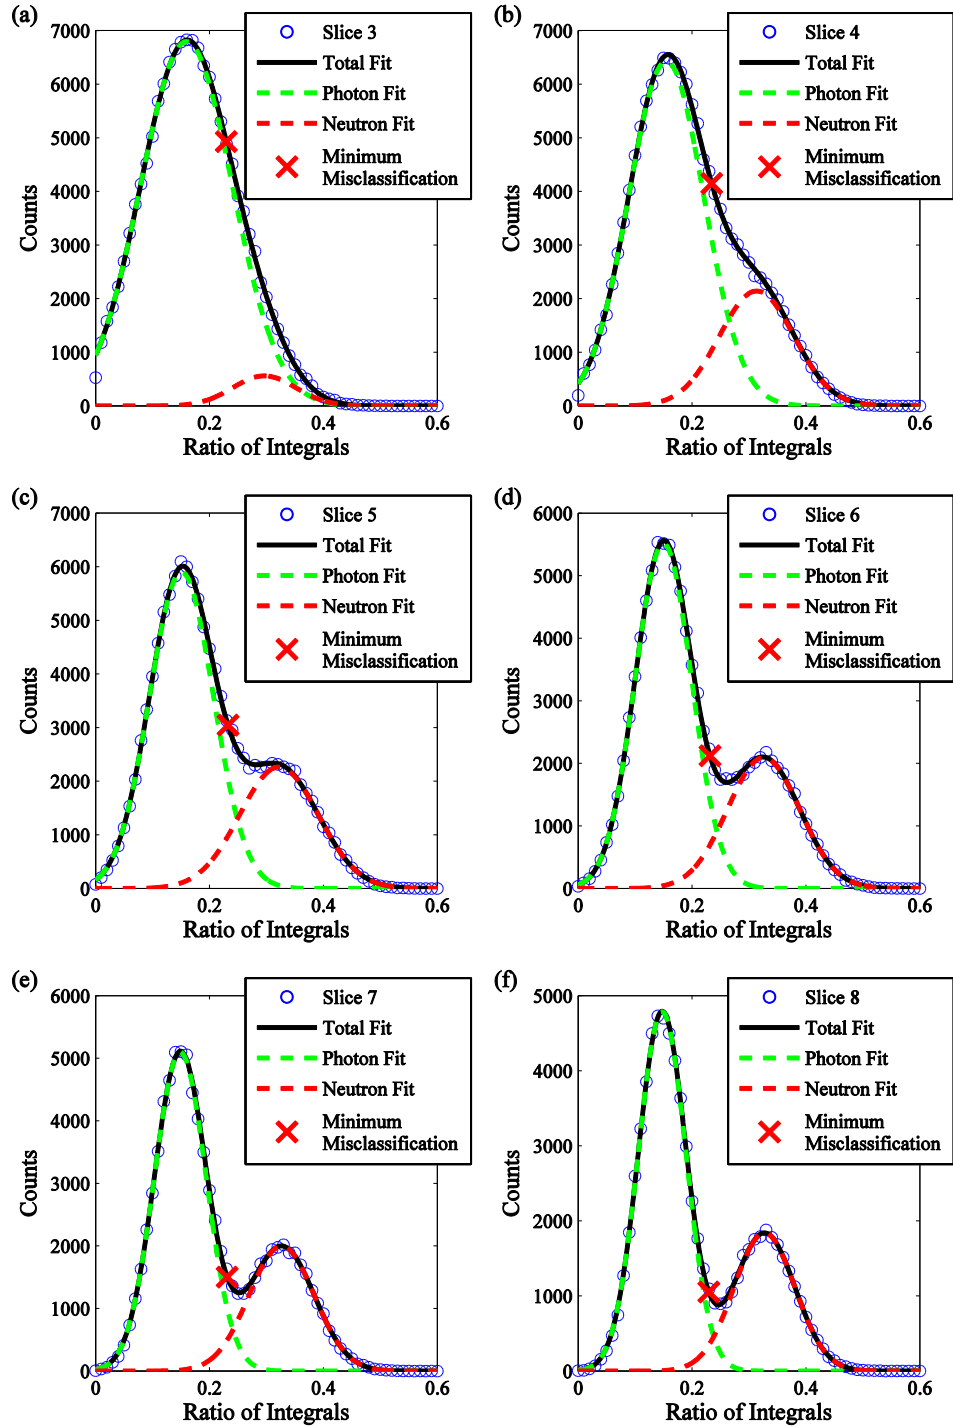 (a)
7000
6000
5000
4000
3000
2000
1000
0
0
0.2
0.4
0.6
Counts
Ratio of Integrals
Slice 3
Total Fit
Photon Fit
Neutron Fit
Minimum
Misclassification
(b)
7000
6000
5000
4000
3000
2000
1000
0
0
0.2
0.4
0.6
Counts
Ratio of Integrals
Slice 4
Total Fit
Photon Fit
Neutron Fit
Minimum
Misclassification
(c)
7000
6000
5000
4000
3000
2000
1000
0
0
0.2
0.4
0.6
Counts
Ratio of Integrals
Slice 5
Total Fit
Photon Fit
Neutron Fit
Minimum
Misclassification
(d)
6000
5000
4000
3000
2000
1000
0
0
0.2
0.4
0.6
Counts
Ratio of Integrals
Slice 6
Total Fit
Photon Fit
Neutron Fit
Minimum
Misclassification
(e)
6000
5000
4000
3000
2000
1000
0
0
0.2
0.4
0.6
Counts
Ratio of Integrals
Slice 7
Total Fit
Photon Fit
Neutron Fit
Minimum
Misclassification
(f)
5000
4000
3000
2000
1000
0
0
0.2
0.4
0.6
Counts
Ratio of Integrals
Slice 8
Total Fit
Photon Fit
Neutron Fit
Minimum
Misclassification